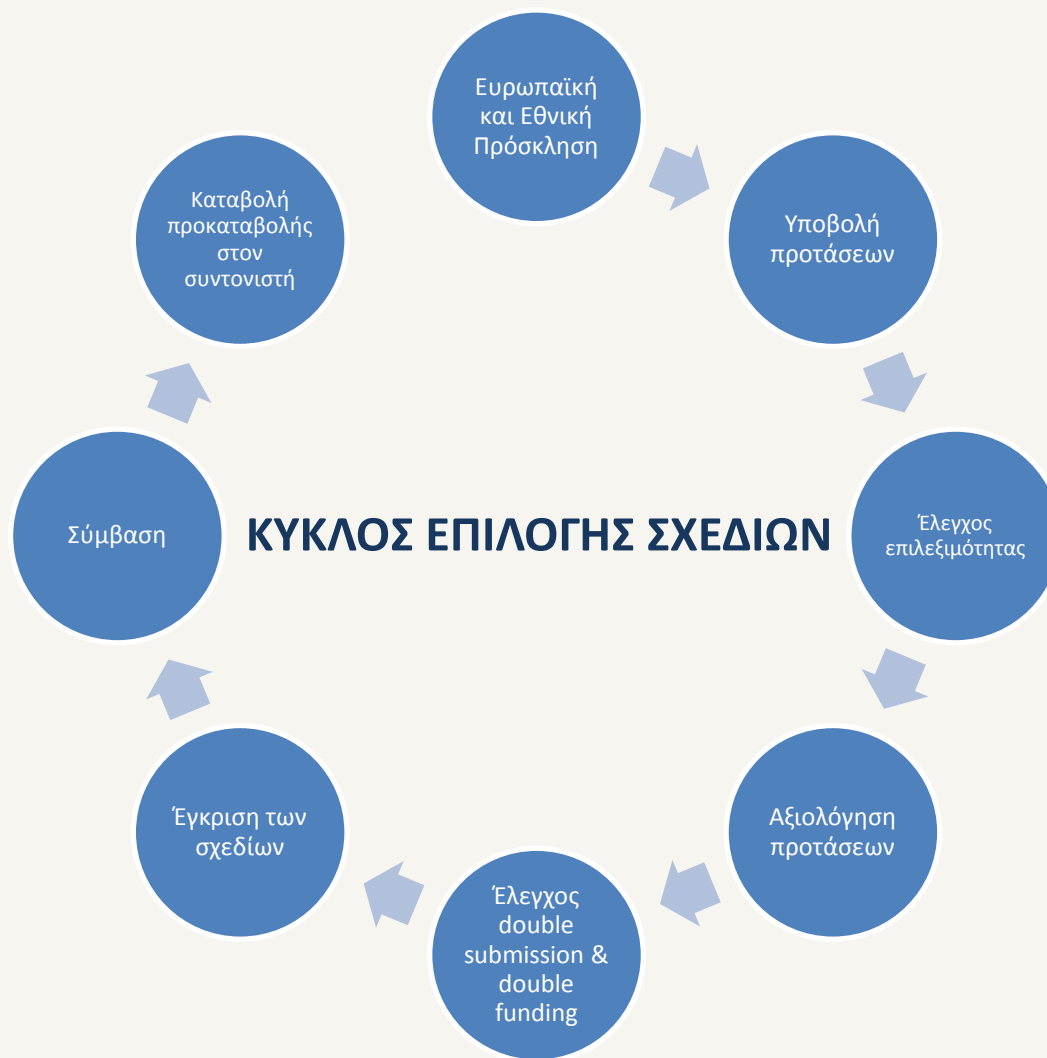 Ευρωπαϊκή
και Εθνική
Πρόσκληση
Υποβολή
προτάσεων
Έλεγχος
επιλεξιμότητας
Αξιολόγηση
προτάσεων
Έλεγχος
double
submission &
double
funding
Έγκριση των
σχεδίων
Σύμβαση
Καταβολή
προκαταβολής
στον
συντονιστή
ΚΥΚΛΟΣ ΕΠΙΛΟΓΗΣ ΣΧΕΔΙΩΝ